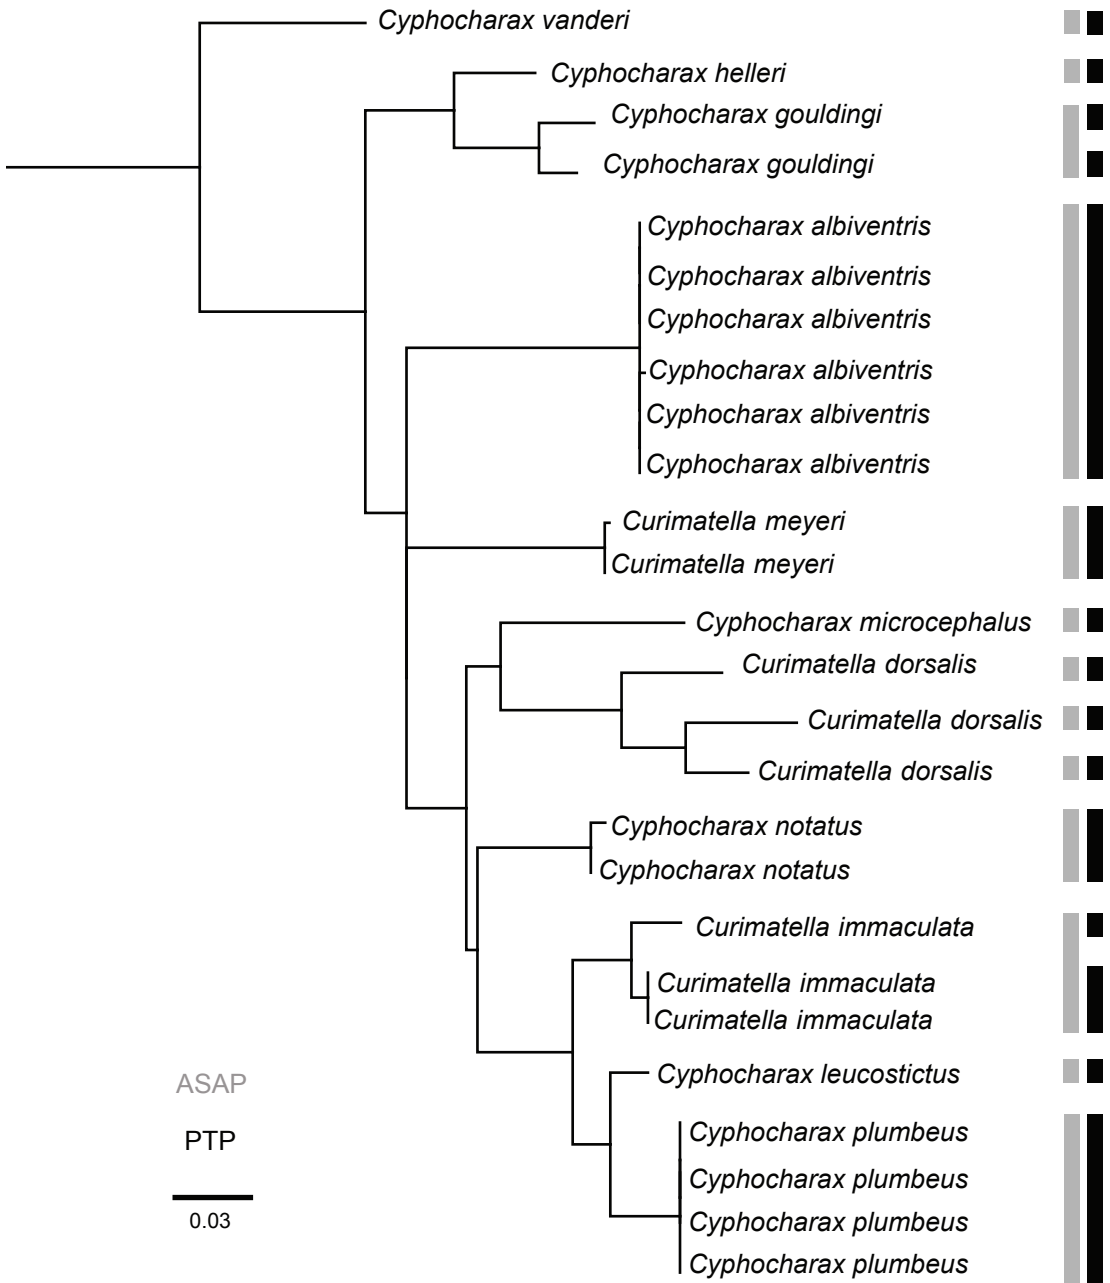 Cyphocharax vanderi
Cyphocharax helleri
Cyphocharax gouldingi
Cyphocharax gouldingi
Cyphocharax albiventris
Cyphocharax albiventris
Cyphocharax albiventris
Cyphocharax albiventris
Cyphocharax albiventris
Cyphocharax albiventris
Curimatella meyeri
Curimatella meyeri
Cyphocharax microcephalus
Curimatella dorsalis
Curimatella dorsalis
Curimatella dorsalis
Cyphocharax notatus
Cyphocharax notatus
Curimatella immaculata
Curimatella immaculata
Curimatella immaculata
Cyphocharax leucostictus
Cyphocharax plumbeus
Cyphocharax plumbeus
Cyphocharax plumbeus
Cyphocharax plumbeus
ASAP
PTP
0.03